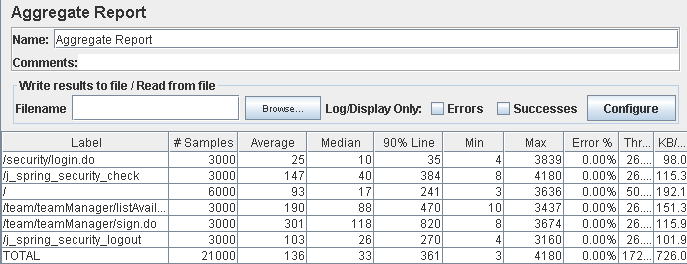 Aggregate Report
Name: Aggregate Report
Comments:
Write results to file / Read from file
Filename Browse... Log/Display Only: Errors Successes Configure
Label # Samples Average Median 90% Line Min Max Error % Thr... KB/...
/security/login.do 3000 25 10 35 4 3839 0.00% 26.... 98.0
/j_spring_security_check 3000 147 40 384 8 4180 0.00% 26.... 115.3
/ 6000 93 17 241 3 3636 0.00% 50.... 192.1
/team/teamManager/listAvail... 3000 190 88 470 10 3437 0.00% 26.... 151.3
/team/teamManager/sign.do 3000 301 118 820 8 3674 0.00% 26.... 115.9
/j_spring_security_logout 3000 103 26 270 4 3160 0.00% 26.... 101.9
TOTAL 21000 136 33 361 3 4180 0.00% 172... 726.0